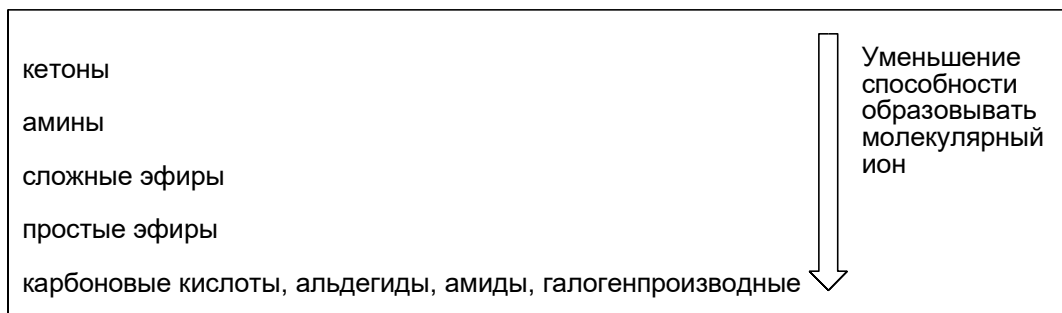 кетоны
амины
сложные эфиры
простые эфиры
карбоновые кислоты, альдегиды, амиды, галогенпроизводные
Уменьшение
способности
образовывать
молекулярный
ион